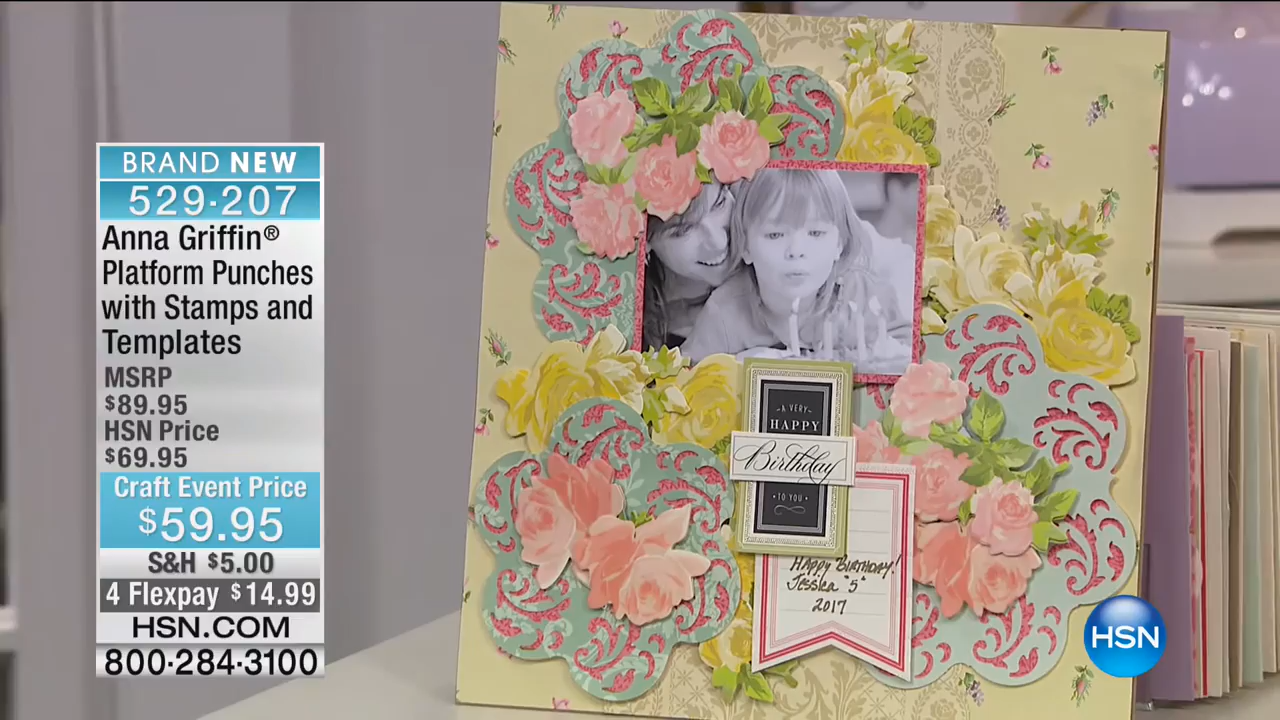 BRAND NEW
529-207
Anna Griffin®
Platform Punches
with Stamps and
Templates
MSRP
$89.95
HSN Price
$69.95
Craft Event Price
$59.95
S&H $5.00
4 Flexpay $14.99
HSN.COM
800-284-3100
A VERY
HAPPY
Birthday
TO YOU
HAPPY BIRTHDAY!
Jessica "5"
2017
HSN